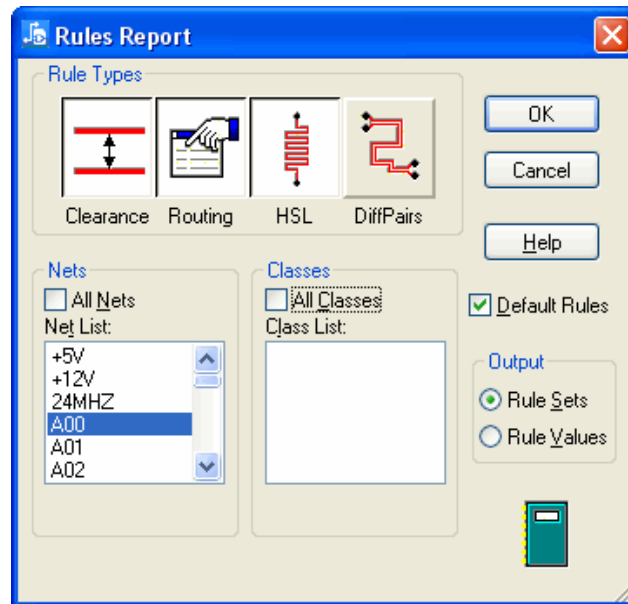 Rules Report
Rule Types
Clearance Routing HSL DiffPairs
OK
Cancel
Help
Nets
All Nets
Net List:
+5V
+12V
24MHZ
A00
A01
A02
Classes
All Classes
Class List:
Default Rules
Output
Rule Sets
Rule Values